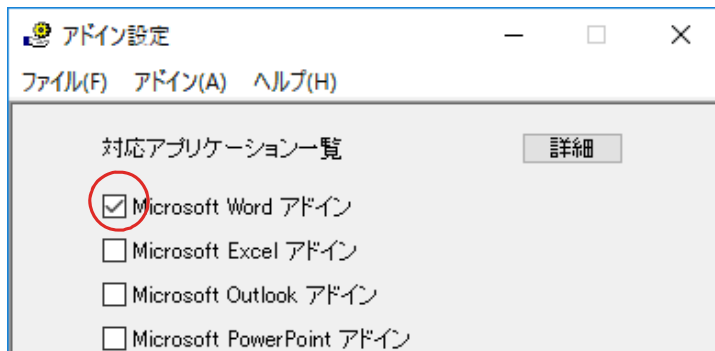 アドイン設定
ファイル(F) アドイン(A) ヘルプ(H)
対応アプリケーション一覧 詳細
Microsoft Word アドイン
Microsoft Excel アドイン
Microsoft Outlook アドイン
Microsoft PowerPoint アドイン